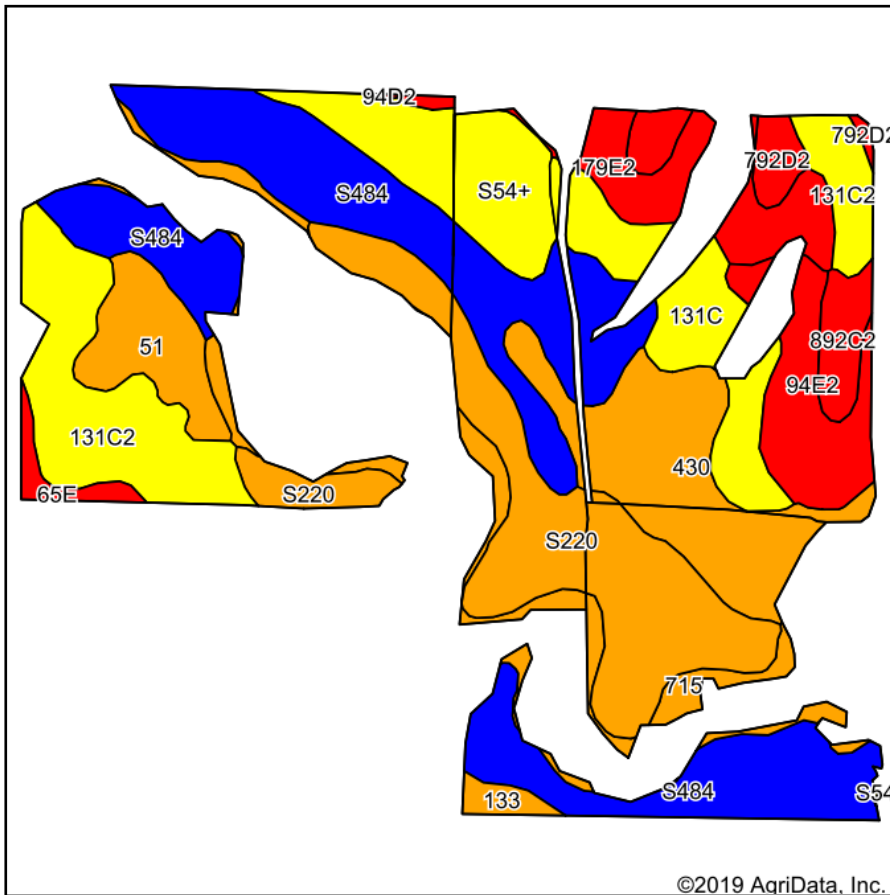 94D2
792D2
792D2
179E2
S484
S54+
131C2
S484
131C
892C2
51
94E2
131C2
430
65E
S220
S220
715
133
S484
S54
©2019 AgriData, Inc.